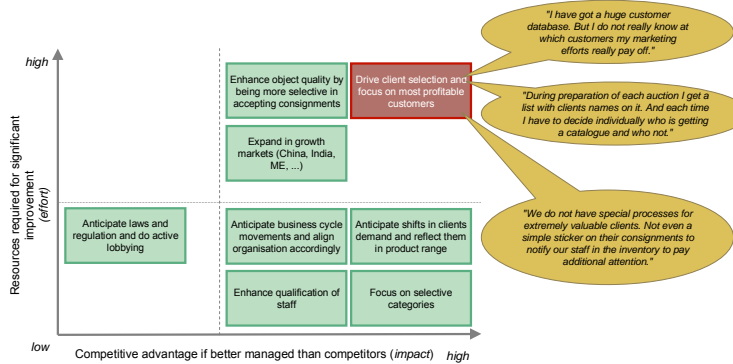 "I have got a huge customer
database. But I do not really know at
which customers my marketing
efforts really pay off."
high
Enhance object quality by
being more selective in
accepting consignments
Drive client selection and
focus on most profitable
customers
"During preparation of each auction I get a
list with clients names on it. And each time
I have to decide individually who is getting
a catalogue and who not."
Expand in growth
markets (China, India,
ME, ...)
Resources required for significant
improvement
(effort)
Anticipate laws and
regulation and do active
lobbying
Anticipate business cycle
movements and align
organisation accordingly
Anticipate shifts in clients
demand and reflect them
in product range
"We do not have special processes for
extremely valuable clients. Not even a
simple sticker on their consignments to
notify our staff in the inventory to pay
additional attention."
Enhance qualification of
staff
Focus on selective
categories
low
Competitive advantage if better managed than competitors (impact)
high